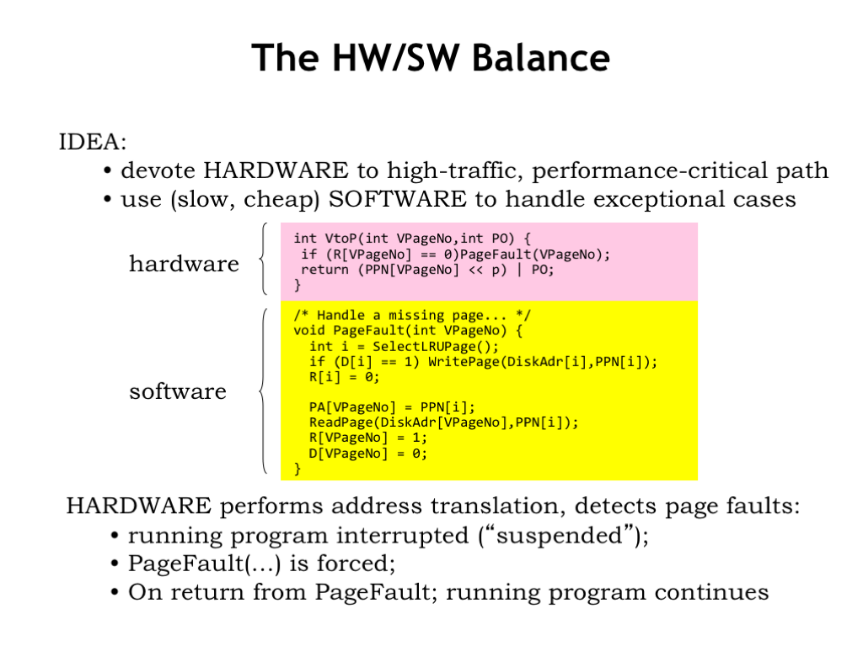 The HW/SW Balance
IDEA:
• devote HARDWARE to high-traffic, performance-critical path
• use (slow, cheap) SOFTWARE to handle exceptional cases
hardware
int VtoP(int VPageNo,int PO) {
if (R[VPageNo] == 0)PageFault(VPageNo);
return (PPN[VPageNo] << p) | PO;
}
software
/* Handle a missing page... */
void PageFault(int VPageNo) {
int i = SelectLRUPage();
if (D[i] == 1) WritePage(DiskAdr[i],PPN[i]);
R[i] = 0;
PA[VPageNo] = PPN[i];
ReadPage(DiskAdr[VPageNo],PPN[i]);
R[VPageNo] = 1;
D[VPageNo] = 0;
}
HARDWARE performs address translation, detects page faults:
• running program interrupted (“suspended”);
• PageFault(…) is forced;
• On return from PageFault; running program continues